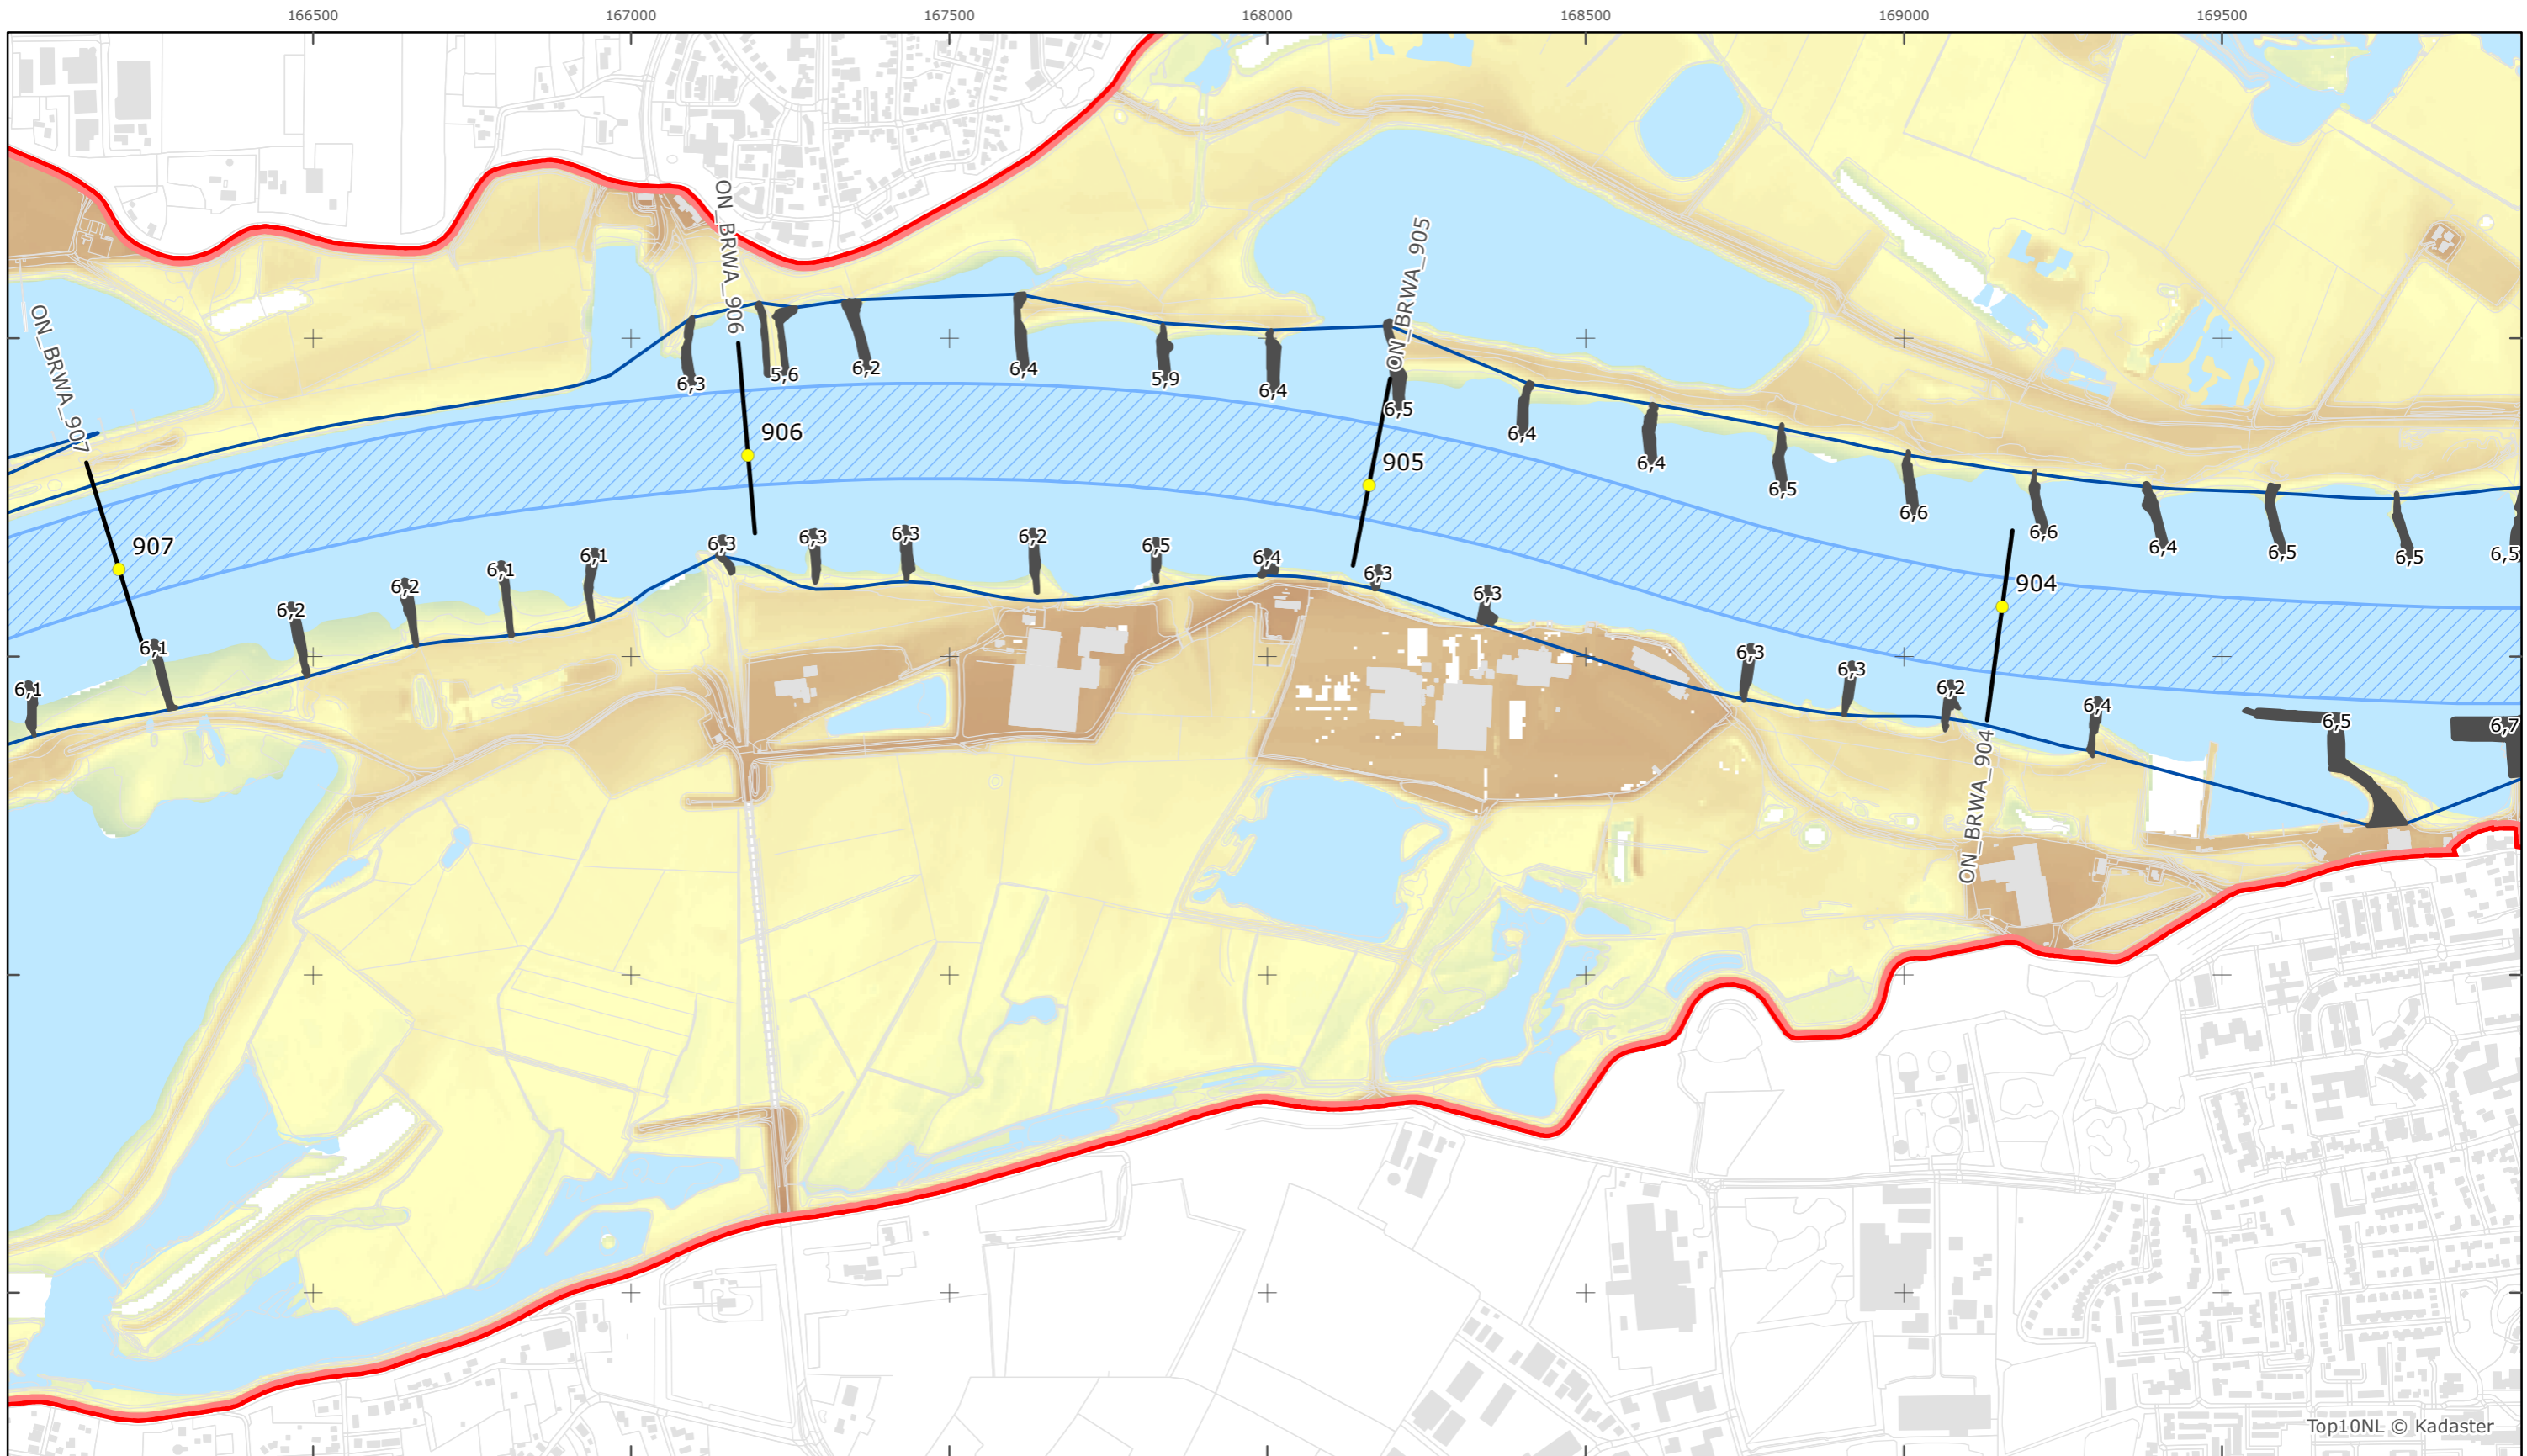 166500 167000 167500 168000 168500 169000 169500
ON_BRWA_906
ON_BRWA_905
ON_BRWA_907
6,3 5,6 6,2 6,4 5,9 6,4 6,5 6,4 6,4 6,5 6,6 6,6 6,4 6,5 6,5 6,5
906
905
907
904
6,1 6,1 6,2 6,2 6,1 6,1 6,3 6,3 6,3 6,2 6,5 6,4 6,3 6,3 6,3 6,3 6,2 6,4 6,5 6,7
ON_BRWA_904
Top10NL © Kadaster